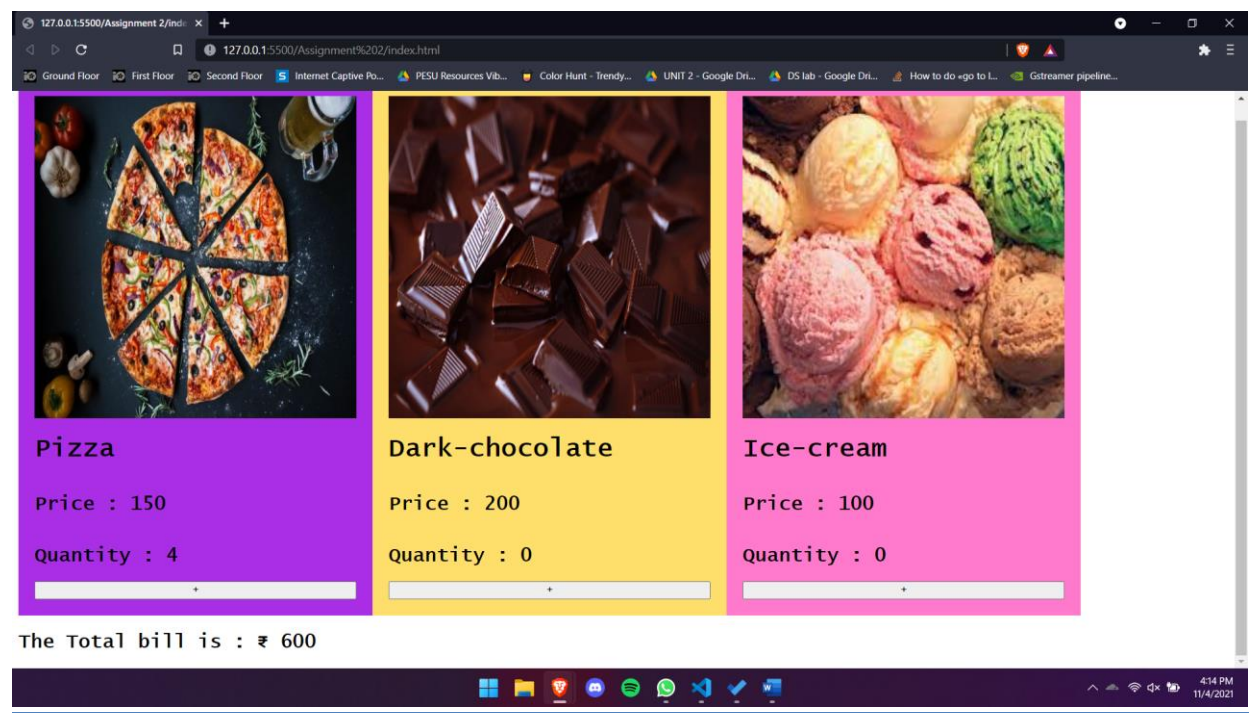 127.0.0.1:5500/Assignment 2/inde
127.0.0.1:5500/Assignment%202/index.html
Ground Floor First Floor Second Floor Internet Captive Po... PESU Resources Vib... Color Hunt - Trendy... UNIT 2 - Google Dri... DS lab - Google Dri... How to do «go to l... Gstreamer pipeline...
Pizza Dark-chocolate Ice-cream
Price : 150 Price : 200 Price : 100
Quantity : 4 Quantity : 0 Quantity : 0
+ + +
The Total bill is : ₹ 600
4:14 PM
11/4/2021